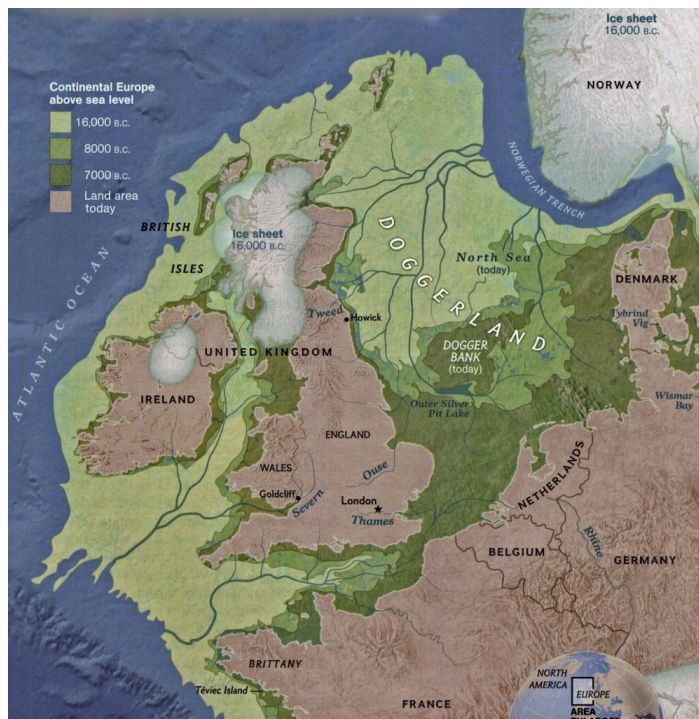 Ice sheet
16,000 B.C.
NORWAY
Continental Europe
above sea level
16,000 B.C.
8000 B.C.
7000 B.C.
Land area
today
NORWEGIAN TRENCH
BRITISH
ISLES
Ice sheet
16,000 B.C.
DOGGERLAND
North Sea
(today)
DENMARK
ATLANTIC OCEAN
Tweed
Howick
Tybrind
Vig
UNITED KINGDOM
DOGGER
BANK
(today)
IRELAND
Outer Silver
Pit Lake
Wismar
Bay
ENGLAND
WALES
Ouse
NETHERLANDS
Goldcliff
Severn
London
Thames
BELGIUM
Rhine
GERMANY
BRITTANY
Téviec Island
FRANCE
NORTH
AMERICA
EUROPE
AREA
ENLARGED